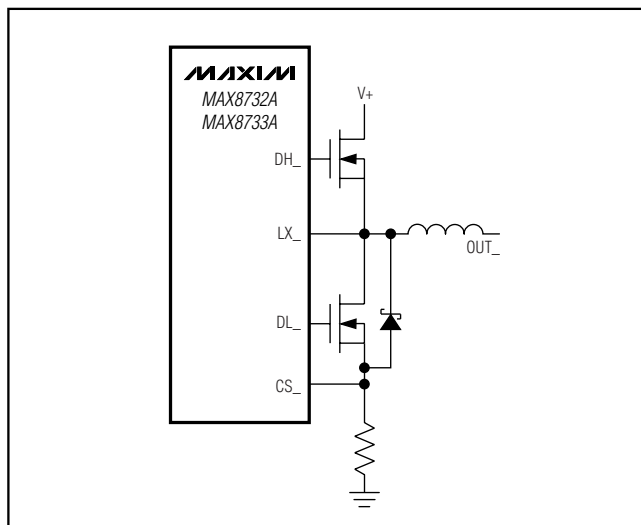 MAXIM
MAX8732A
MAX8733A
V+
DH_
LX_
OUT_
DL_
CS_